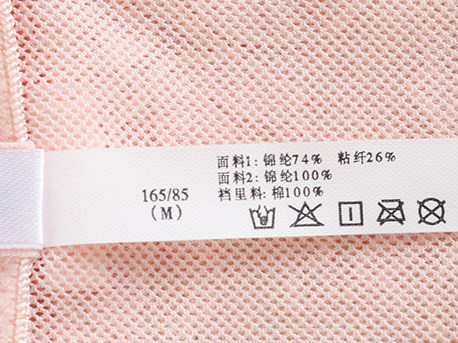 165/85
(M)
面料1: 锦纶74% 粘纤26%
面料2: 锦纶100%
裆里料: 棉100%